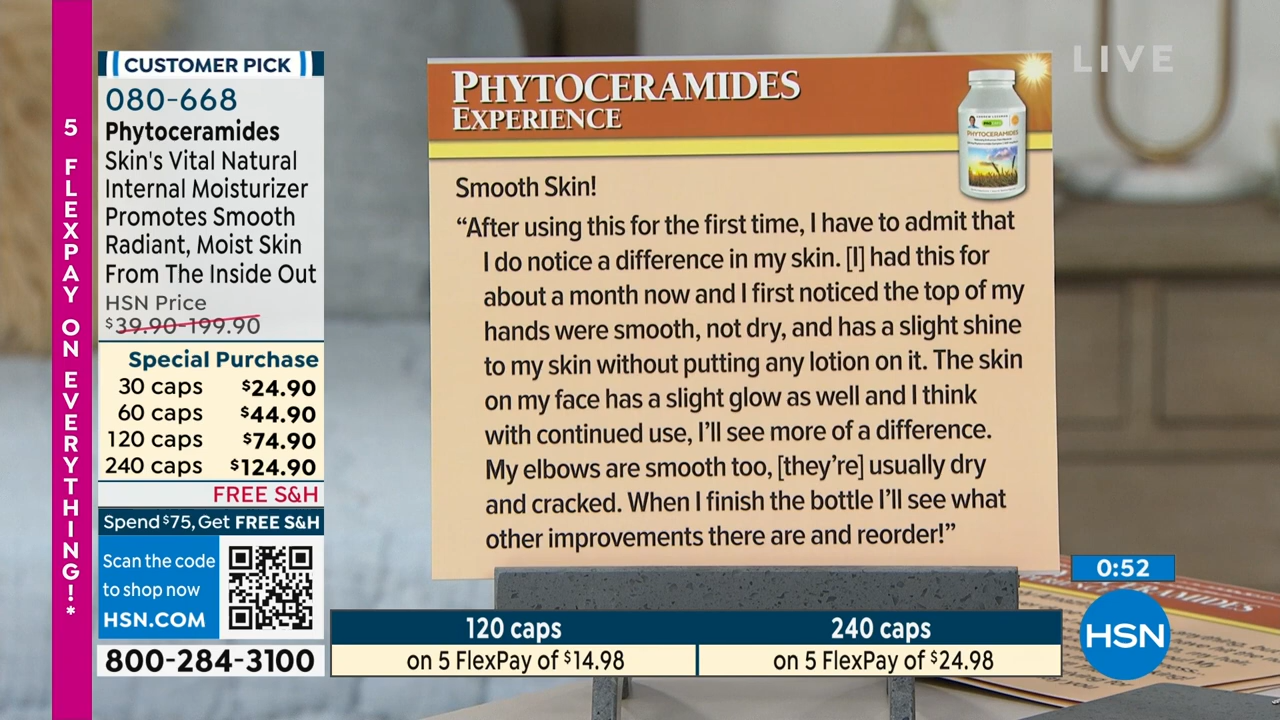 5 FLEXPAY ON EVERYTHING!*
CUSTOMER PICK
080-668
Phytoceramides
Skin's Vital Natural
Internal Moisturizer
Promotes Smooth
Radiant, Moist Skin
From The Inside Out
HSN Price
$39.90-199.90
Special Purchase
30 caps $24.90
60 caps $44.90
120 caps $74.90
240 caps $124.90
FREE S&H
Spend $75, Get FREE S&H
Scan the code
to shop now
HSN.COM
800-284-3100
LIVE
PHYTOCERAMIDES
EXPERIENCE
PHYTOCERAMIDES
Smooth Skin!
“After using this for the first time, I have to admit that
I do notice a difference in my skin. [I] had this for
about a month now and I first noticed the top of my
hands were smooth, not dry, and has a slight shine
to my skin without putting any lotion on it. The skin
on my face has a slight glow as well and I think
with continued use, I’ll see more of a difference.
My elbows are smooth too, [they’re] usually dry
and cracked. When I finish the bottle I’ll see what
other improvements there are and reorder!”
0:52
HSN
120 caps
on 5 FlexPay of $14.98
240 caps
on 5 FlexPay of $24.98